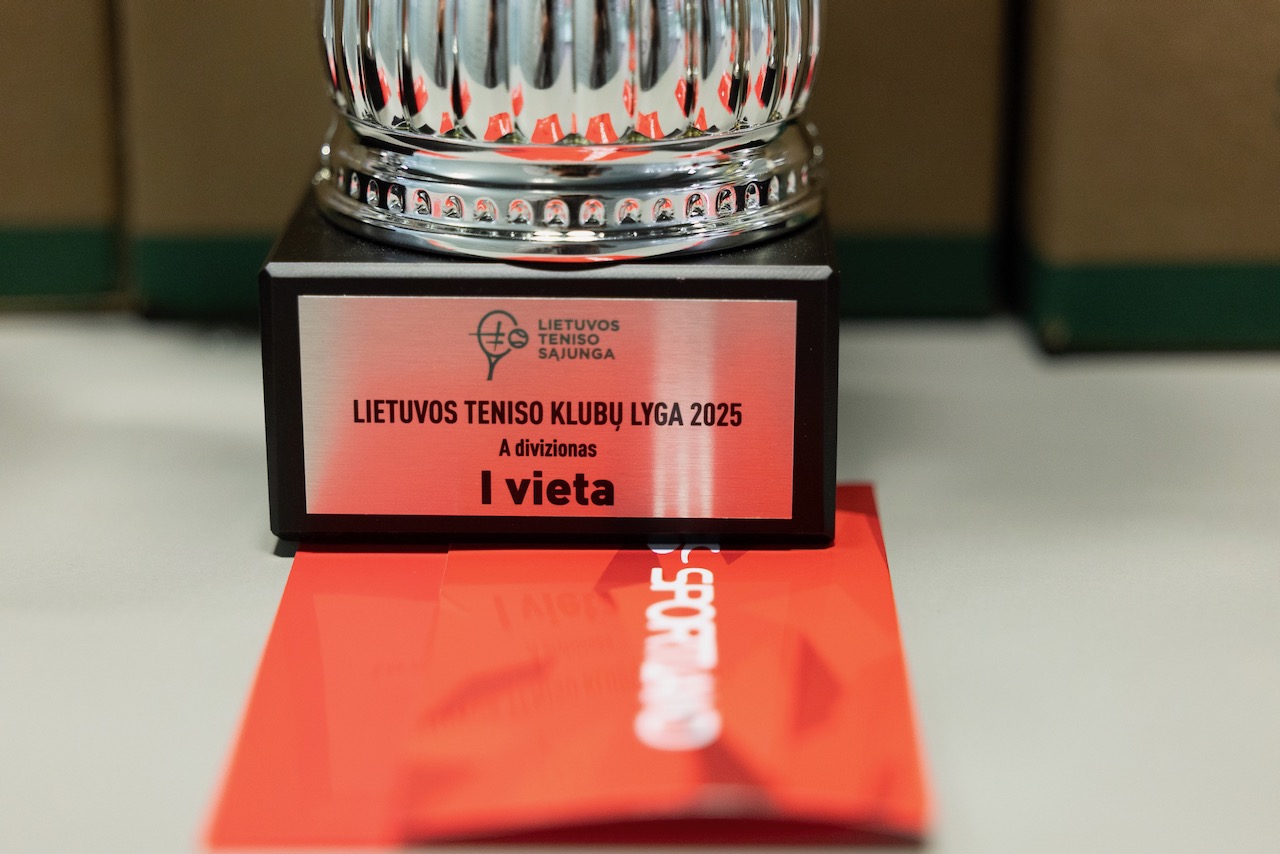 LIETUVOS
TENISO
SĄJUNGA
LIETUVOS TENISO KLUBŲ LYGA 2025
A divizionas
I vieta